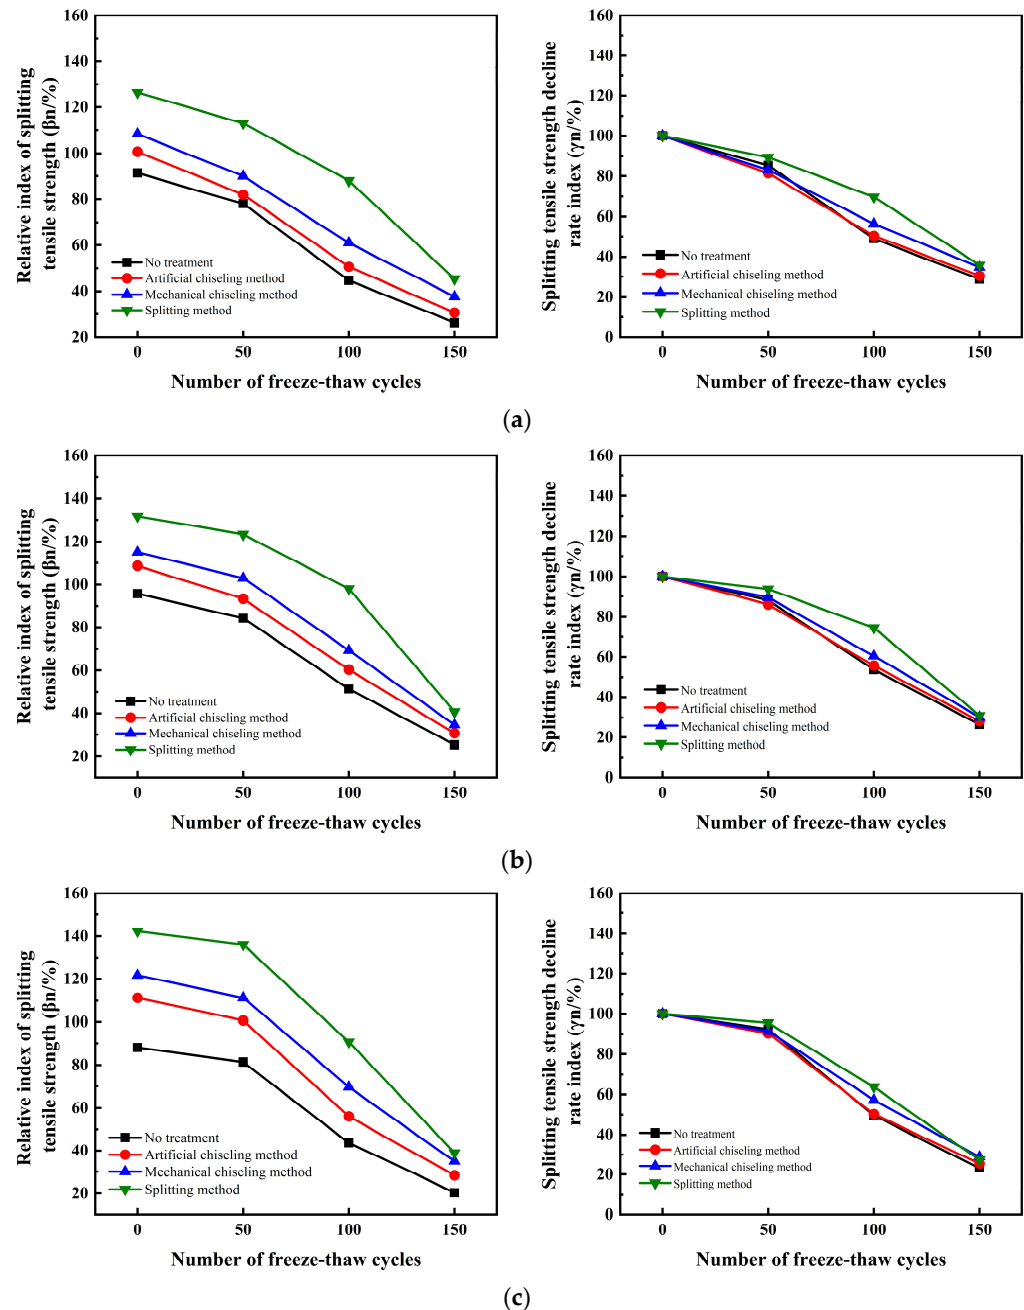 160
140
120
100
80
60
40
20
Relative index of splitting
tensile strength (βn/%)
No treatment
Artificial chiseling method
Mechanical chiseling method
Splitting method
0 50 100 150
Number of freeze-thaw cycles
160
140
120
100
80
60
40
20
0
Splitting tensile strength decline
rate index (γn/%)
No treatment
Artificial chiseling method
Mechanical chiseling method
Splitting method
0 50 100 150
Number of freeze-thaw cycles
(a)
160
140
120
100
80
60
40
20
Relative index of splitting
tensile strength (βn/%)
No treatment
Artificial chiseling method
Mechanical chiseling method
Splitting method
0 50 100 150
Number of freeze-thaw cycles
160
140
120
100
80
60
40
20
0
Splitting tensile strength decline
rate index (γn/%)
No treatment
Artificial chiseling method
Mechanical chiseling method
Splitting method
0 50 100 150
Number of freeze-thaw cycles
(b)
160
140
120
100
80
60
40
20
Relative index of splitting
tensile strength (βn/%)
No treatment
Artificial chiseling method
Mechanical chiseling method
Splitting method
0 50 100 150
Number of freeze-thaw cycles
160
140
120
100
80
60
40
20
0
Splitting tensile strength decline
rate index (γn/%)
No treatment
Artificial chiseling method
Mechanical chiseling method
Splitting method
0 50 100 150
Number of freeze-thaw cycles
(c)